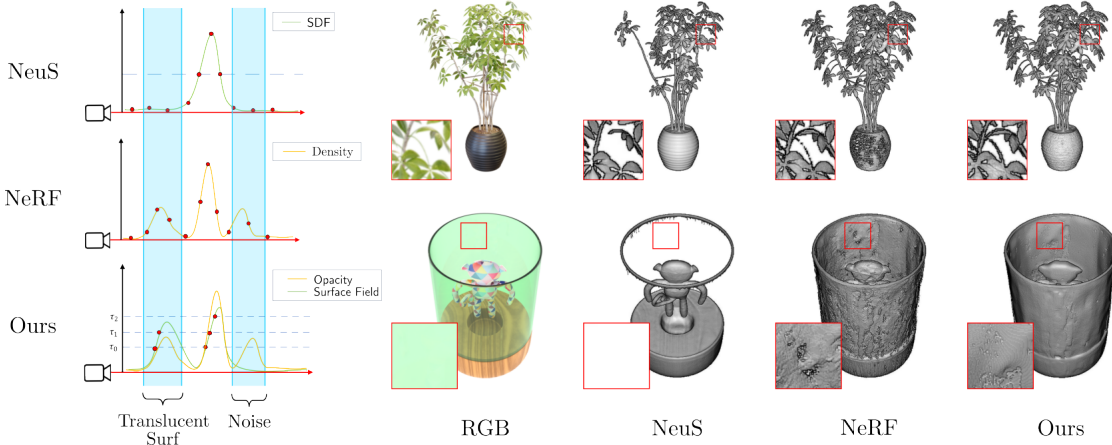 NeuS
SDF
NeRF
Density
Ours
Opacity
Surface Field
τ₂
τ₁
τ₀
Translucent
Surf
Noise
RGB
NeuS
NeRF
Ours